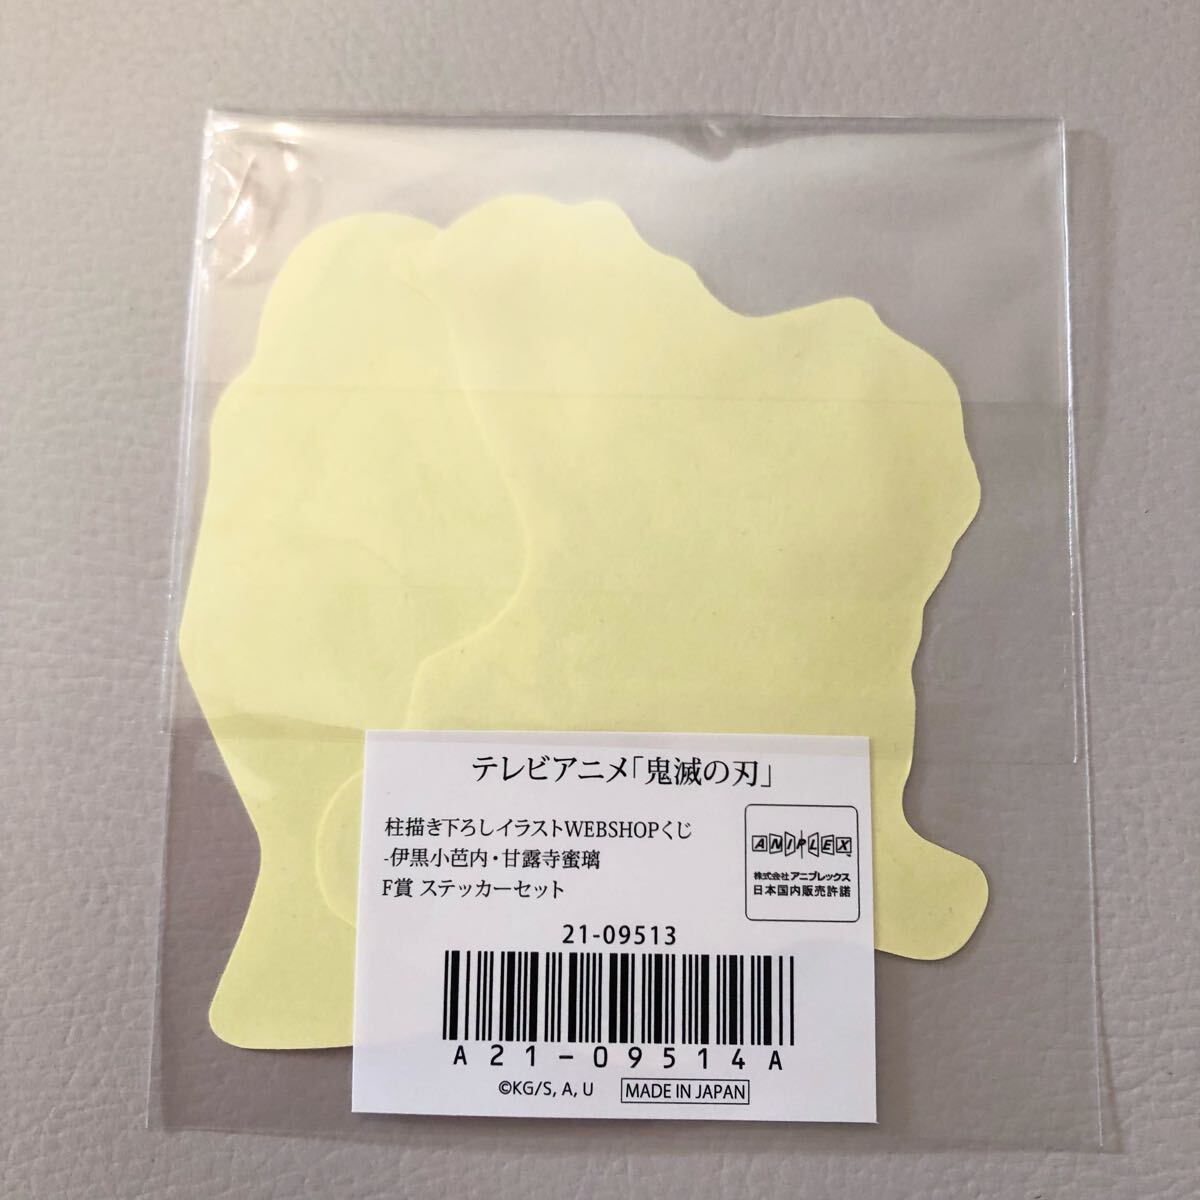 テレビアニメ「鬼滅の刃」
柱描き下ろしイラストWEBSHOPくじ
-伊黒小芭内・甘露寺蜜璃
F賞 ステッカーセット
ANIPLEX
株式会社アニプレックス
日本国内販売許諾
21-09513
A21-09514A
©KG/S, A, U
MADE IN JAPAN